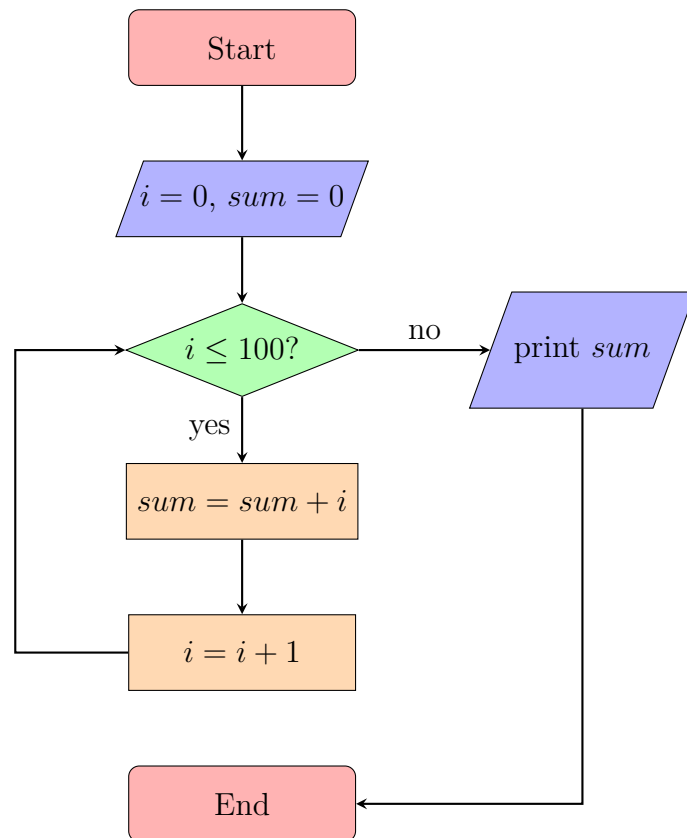 Start
i = 0, sum = 0
i ≤ 100?
no
print sum
yes
sum = sum + i
i = i + 1
End